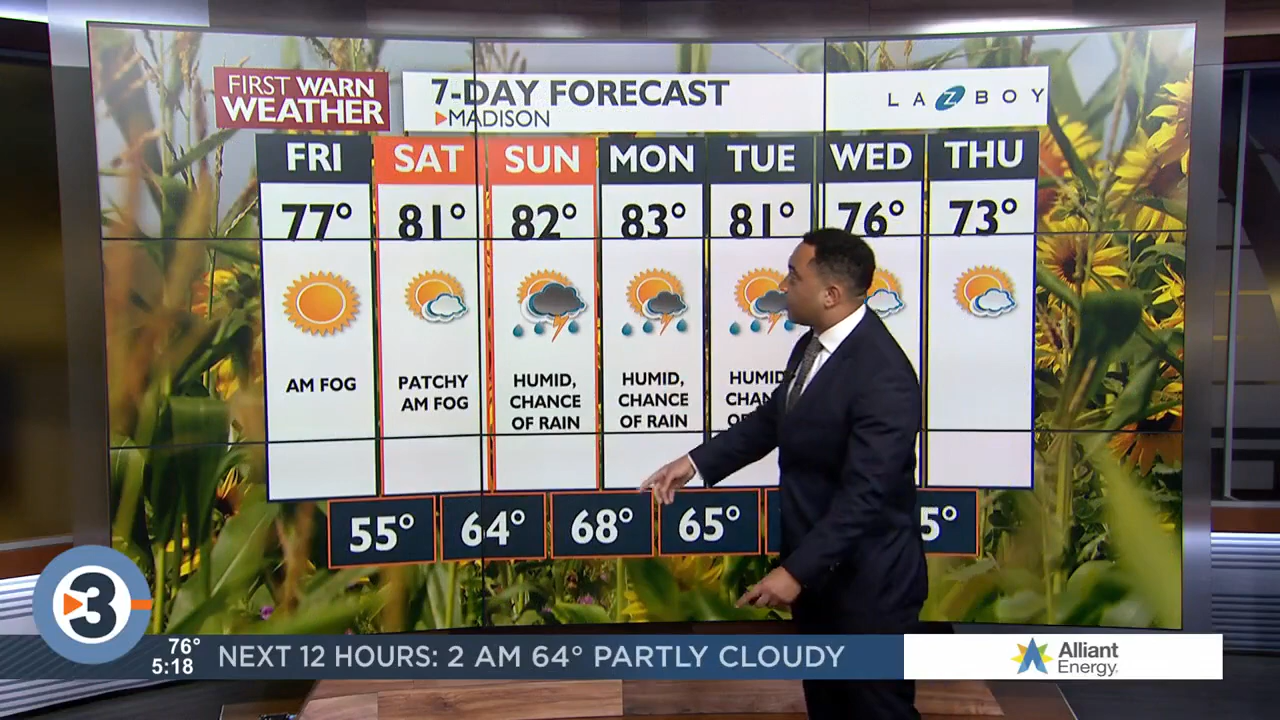 FIRST WARN
WEATHER
7-DAY FORECAST
MADISON
LA Z BOY
FRI SAT SUN MON TUE WED THU
77° 81° 82° 83° 81° 76° 73°
AM FOG
PATCHY
AM FOG
HUMID,
CHANCE
OF RAIN
HUMID,
CHANCE
OF RAIN
55° 64° 68° 65°
3
76°
5:18
NEXT 12 HOURS: 2 AM 64° PARTLY CLOUDY
Alliant
Energy